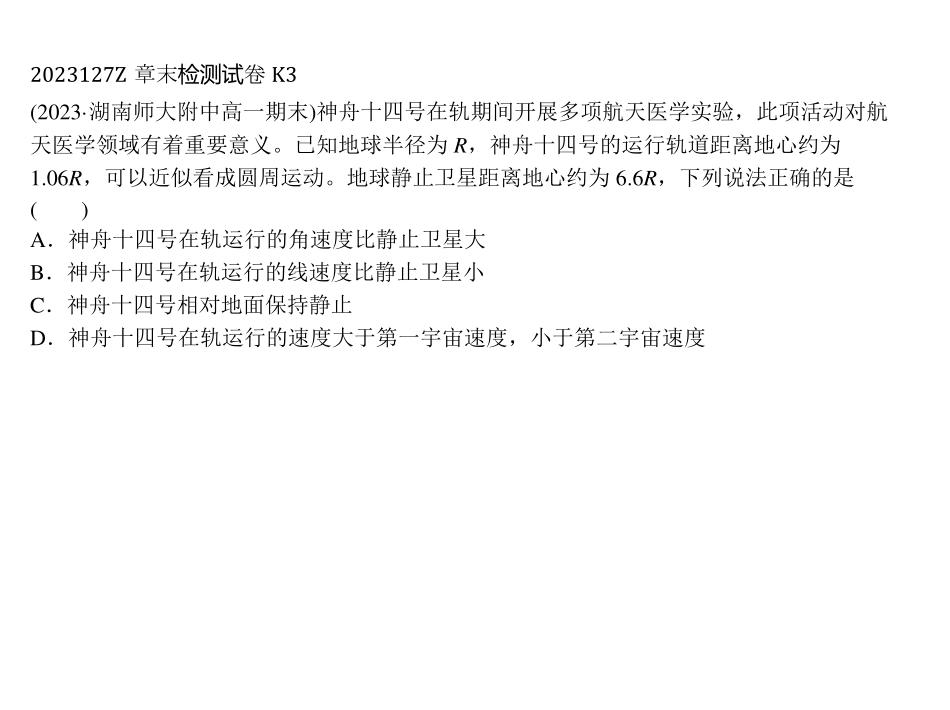 2023127Z 章末检测试卷 K3
(2023·湖南师大附中高一期末)神舟十四号在轨期间开展多项航天医学实验，此项活动对航
天医学领域有着重要意义。已知地球半径为 R，神舟十四号的运行轨道距离地心约为
1.06R，可以近似看成圆周运动。地球静止卫星距离地心约为 6.6R，下列说法正确的是
(　　)
A．神舟十四号在轨运行的角速度比静止卫星大
B．神舟十四号在轨运行的线速度比静止卫星小
C．神舟十四号相对地面保持静止
D．神舟十四号在轨运行的速度大于第一宇宙速度，小于第二宇宙速度